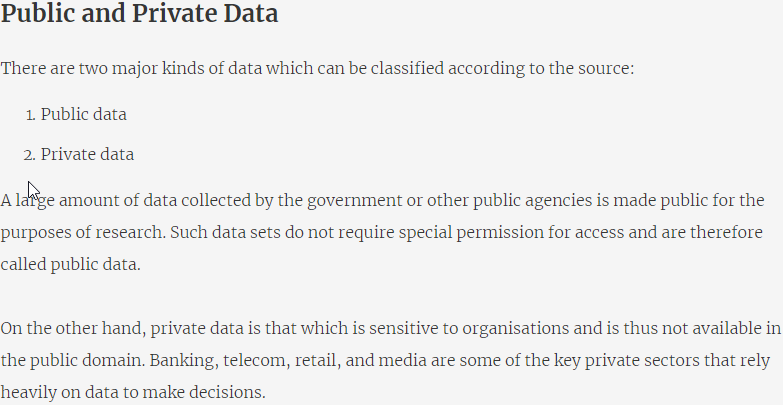 Public and Private Data
There are two major kinds of data which can be classified according to the source:
1. Public data
2. Private data
A large amount of data collected by the government or other public agencies is made public for the
purposes of research. Such data sets do not require special permission for access and are therefore
called public data.
On the other hand, private data is that which is sensitive to organisations and is thus not available in
the public domain. Banking, telecom, retail, and media are some of the key private sectors that rely
heavily on data to make decisions.